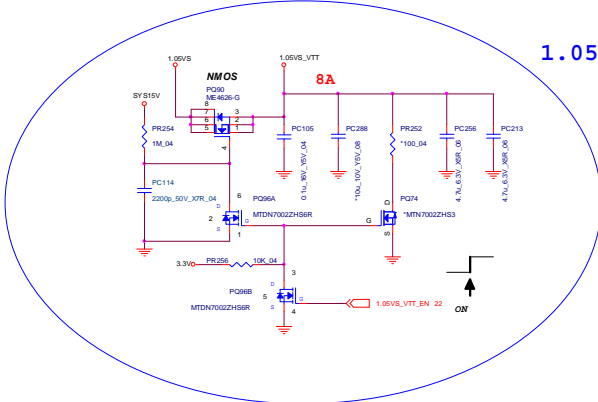 1.05
1.05VS
1.05VS_VTT
NMOS
8A
PQ90
ME4626-G
SYS15V
8
7
6
5
3
2
1
4
PR254
1M_04
PC105
0.1u_16V_Y5V_04
PC288
*10u_10V_Y5V_08
PR252
*100_04
PC256
4.7u_6.3V_X5R_06
PC213
4.7u_6.3V_X5R_06
PC114
2200p_50V_X7R_04
6
PQ96A
D
2
G
S
1
MTDN7002ZHS6R
PQ74
D
G
S
*MTN7002ZHS3
3.3V
PR256
10K_04
3
PQ96B
D
5
G
S
4
MTDN7002ZHS6R
1.05VS_VTT_EN 22
ON